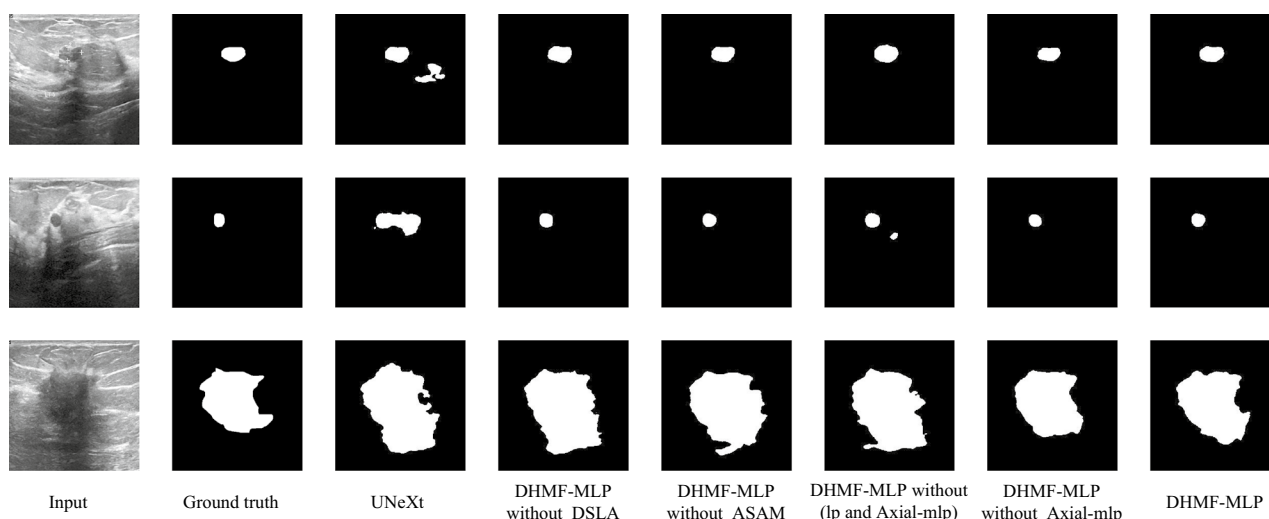 Input
Ground truth
UNeXt
DHMF-MLP
without DSLA
DHMF-MLP
without ASAM
DHMF-MLP without
(lp and Axial-mlp)
DHMF-MLP
without Axial-mlp
DHMF-MLP